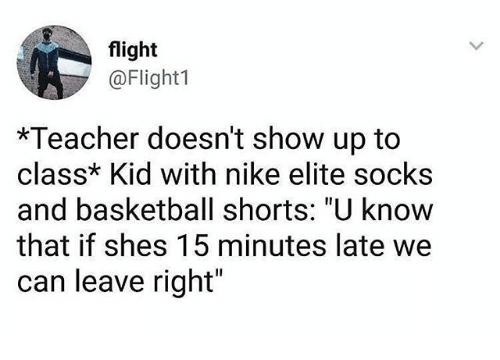 flight
@Flight1
*Teacher doesn't show up to
class* Kid with nike elite socks
and basketball shorts: "U know
that if shes 15 minutes late we
can leave right"